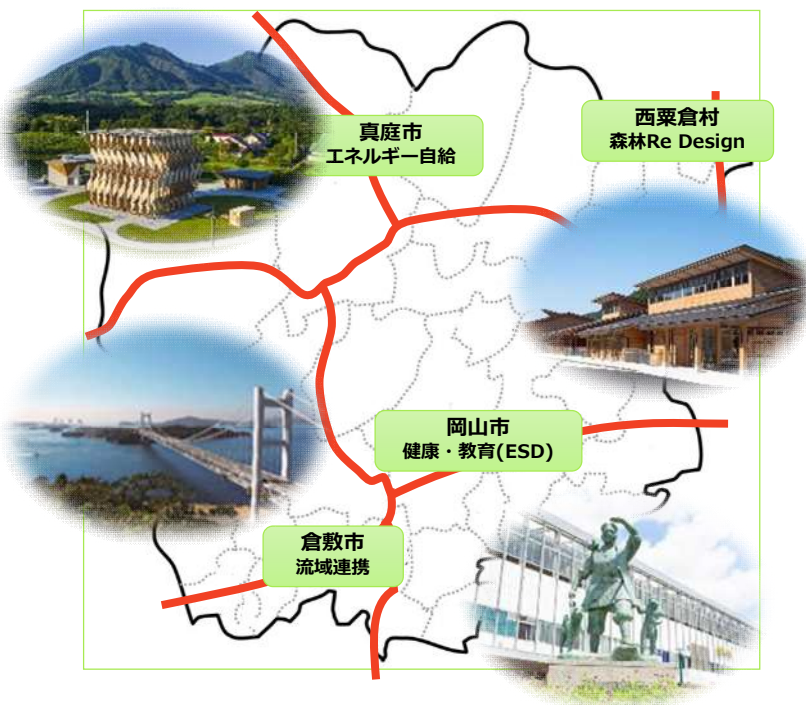 真庭市
エネルギー自給
西粟倉村
森林Re Design
岡山市
健康・教育(ESD)
倉敷市
流域連携